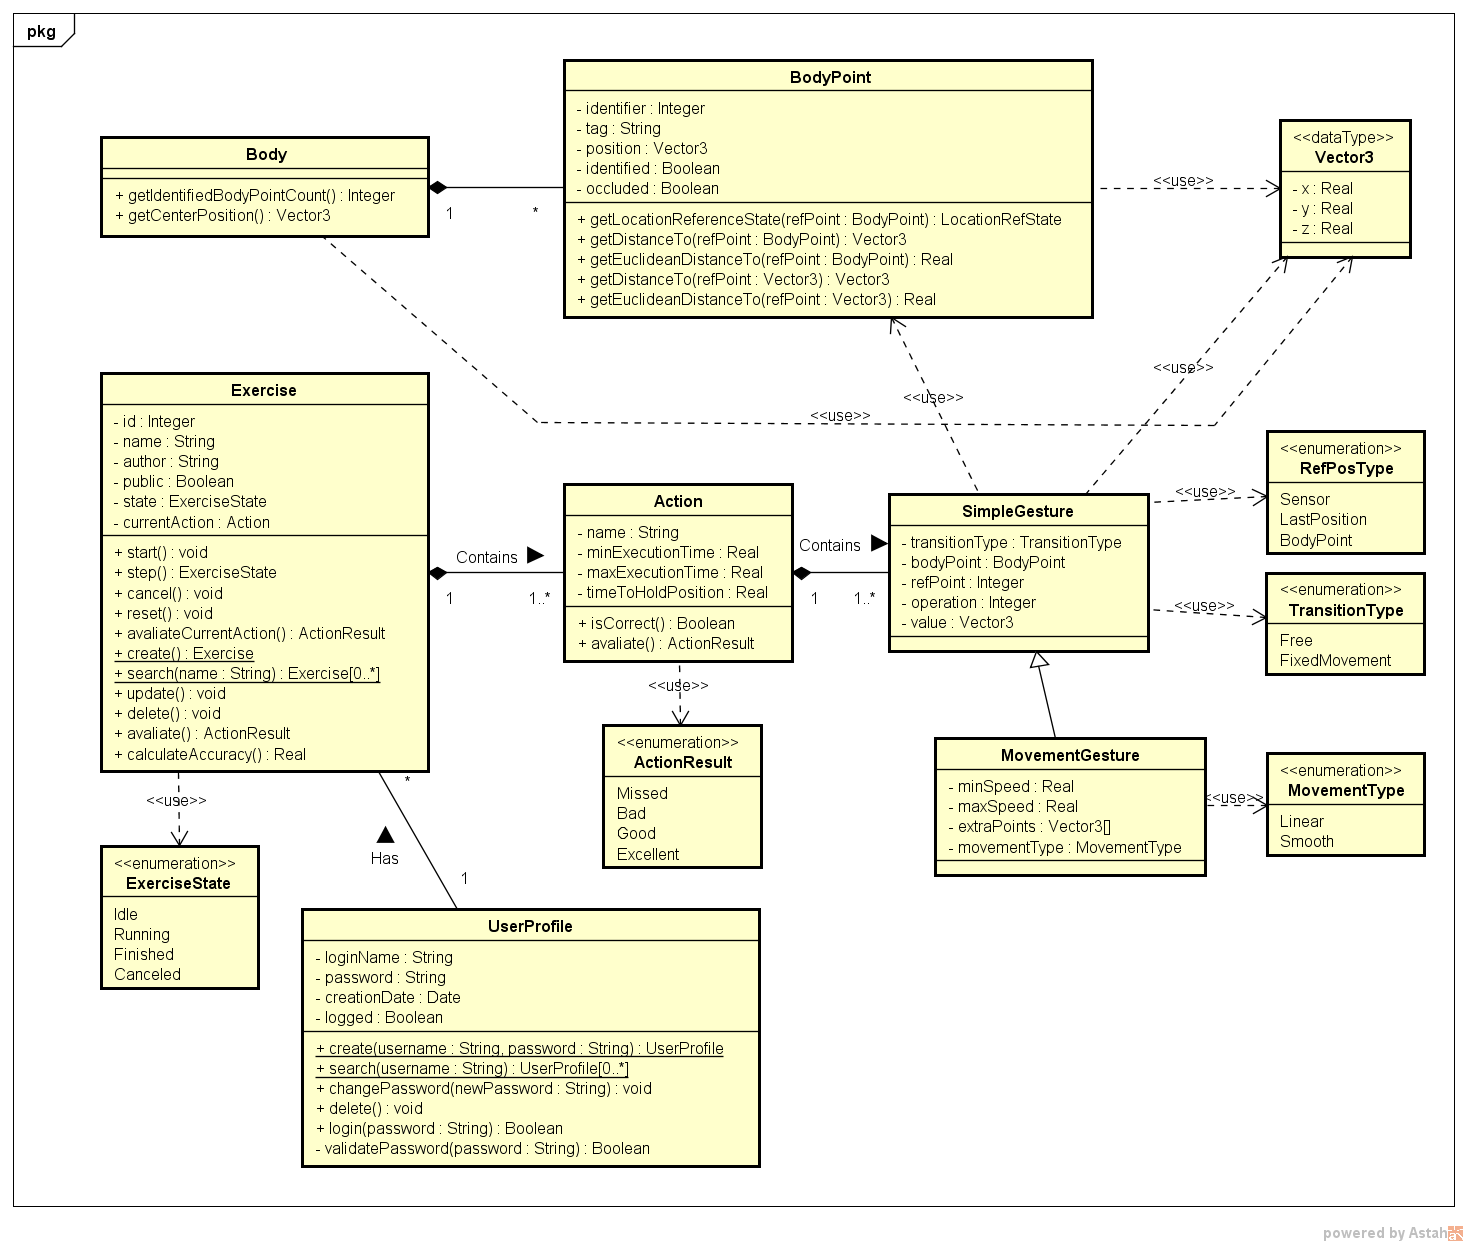 pkg
BodyPoint
- identifier : Integer
- tag : String
- position : Vector3
- identified : Boolean
- occluded : Boolean
+ getLocationReferenceState(refPoint : BodyPoint) : LocationRefState
+ getDistanceTo(refPoint : BodyPoint) : Vector3
+ getEuclideanDistanceTo(refPoint : BodyPoint) : Real
+ getDistanceTo(refPoint : Vector3) : Vector3
+ getEuclideanDistanceTo(refPoint : Vector3) : Real
Body
+ getIdentifiedBodyPointCount() : Integer
+ getCenterPosition() : Vector3
1
*
<<use>>
<<dataType>>
Vector3
- x : Real
- y : Real
- z : Real
<<use>>
<<use>>
<<use>>
Exercise
- id : Integer
- name : String
- author : String
- public : Boolean
- state : ExerciseState
- currentAction : Action
+ start() : void
+ step() : ExerciseState
+ cancel() : void
+ reset() : void
+ avaliateCurrentAction() : ActionResult
+ create() : Exercise
+ search(name : String) : Exercise[0..*]
+ update() : void
+ delete() : void
+ avaliate() : ActionResult
+ calculateAccuracy() : Real
Contains
1
1..*
Action
- name : String
- minExecutionTime : Real
- maxExecutionTime : Real
- timeToHoldPosition : Real
+ isCorrect() : Boolean
+ avaliate() : ActionResult
Contains
1
1..*
SimpleGesture
- transitionType : TransitionType
- bodyPoint : BodyPoint
- refPoint : Integer
- operation : Integer
- value : Vector3
<<use>>
<<enumeration>>
RefPosType
Sensor
LastPosition
BodyPoint
<<use>>
<<enumeration>>
TransitionType
Free
FixedMovement
<<use>>
<<enumeration>>
ActionResult
Missed
Bad
Good
Excellent
MovementGesture
- minSpeed : Real
- maxSpeed : Real
- extraPoints : Vector3[]
- movementType : MovementType
<<use>>
<<enumeration>>
MovementType
Linear
Smooth
<<use>>
<<enumeration>>
ExerciseState
Idle
Running
Finished
Canceled
*
Has
1
UserProfile
- loginName : String
- password : String
- creationDate : Date
- logged : Boolean
+ create(username : String, password : String) : UserProfile
+ search(username : String) : UserProfile[0..*]
+ changePassword(newPassword : String) : void
+ delete() : void
+ login(password : String) : Boolean
- validatePassword(password : String) : Boolean
powered by Astah